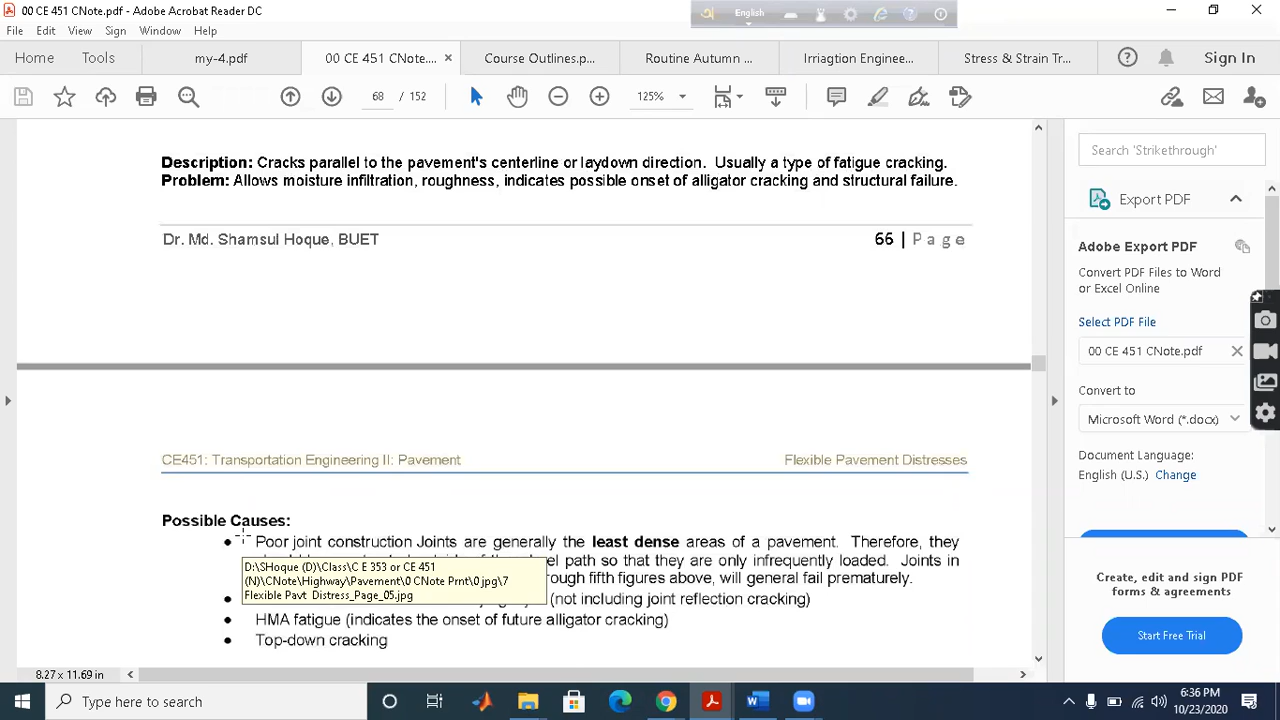 00 CE 451 CNote.pdf - Adobe Acrobat Reader DC
English
File Edit View Sign Window Help
Home Tools my-4.pdf 00 CE 451 CNote.... × Course Outlines.p... Routine Autumn ... Irriagtion Enginee... Stress & Strain Tr... Sign In
68 / 152 125%
Description: Cracks parallel to the pavement's centerline or laydown direction. Usually a type of fatigue cracking.
Problem: Allows moisture infiltration, roughness, indicates possible onset of alligator cracking and structural failure.
Dr. Md. Shamsul Hoque, BUET 66 | P a g e
CE451: Transportation Engineering II: Pavement Flexible Pavement Distresses
Possible Causes:
• Poor joint construction Joints are generally the least dense areas of a pavement. Therefore, they
path so that they are only infrequently loaded. Joints in
fifth figures above, will general fail prematurely.
• (not including joint reflection cracking)
• HMA fatigue (indicates the onset of future alligator cracking)
• Top-down cracking
D:\SHoque (D)\Class\C E 353 or CE 451
(N)\CNote\Highway\Pavement\0 CNote Prnt\0 jpg\7
Flexible Pavt Distress_Page_05.jpg
8.27 x 11.69 in
Search 'Strikethrough'
Export PDF
Adobe Export PDF
Convert PDF Files to Word
or Excel Online
Select PDF File
00 CE 451 CNote.pdf
Convert to
Microsoft Word (*.docx)
Document Language:
English (U.S.) Change
Create, edit and sign PDF
forms & agreements
Start Free Trial
Type here to search
6:36 PM
10/23/2020